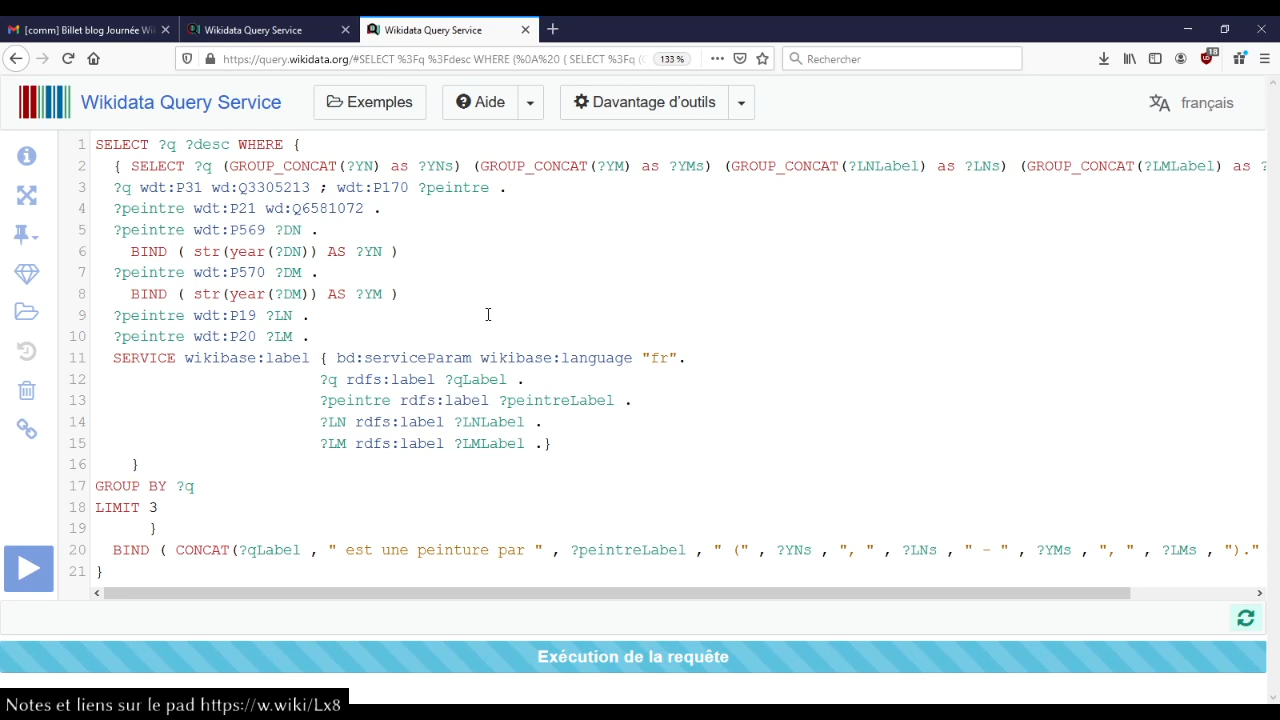 [comm] Billet blog Journée Wi
Wikidata Query Service
Wikidata Query Service
https://query.wikidata.org/#SELECT %3Fq %3Fdesc WHERE {%0A%20 { SELECT %3Fq (
133 %
Rechercher
18
Wikidata Query Service
Exemples
Aide
Davantage d'outils
français
1 SELECT ?q ?desc WHERE {
2 { SELECT ?q (GROUP_CONCAT(?YN) as ?YNs) (GROUP_CONCAT(?YM) as ?YMs) (GROUP_CONCAT(?LNLabel) as ?LNs) (GROUP_CONCAT(?LMLabel) as ?
3 ?q wdt:P31 wd:Q3305213 ; wdt:P170 ?peintre .
4 ?peintre wdt:P21 wd:Q6581072 .
5 ?peintre wdt:P569 ?DN .
6 BIND ( str(year(?DN)) AS ?YN )
7 ?peintre wdt:P570 ?DM .
8 BIND ( str(year(?DM)) AS ?YM )
9 ?peintre wdt:P19 ?LN .
10 ?peintre wdt:P20 ?LM .
11 SERVICE wikibase:label { bd:serviceParam wikibase:language "fr".
12 ?q rdfs:label ?qLabel .
13 ?peintre rdfs:label ?peintreLabel .
14 ?LN rdfs:label ?LNLabel .
15 ?LM rdfs:label ?LMLabel .}
16 }
17 GROUP BY ?q
18 LIMIT 3
19 }
20 BIND ( CONCAT(?qLabel , " est une peinture par " , ?peintreLabel , " (" , ?YNs , ", " , ?LNs , " - " , ?YMs , ", " , ?LMs , ")."
21 }
Exécution de la requête
Notes et liens sur le pad https://w.wiki/Lx8